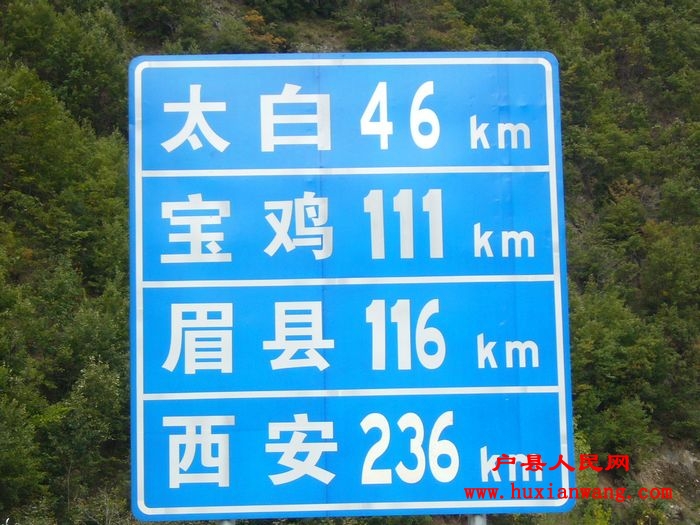 太白 46 km
宝鸡 111 km
眉县 116 km
西安 236 km
户县人民网
www.huxianwang.com